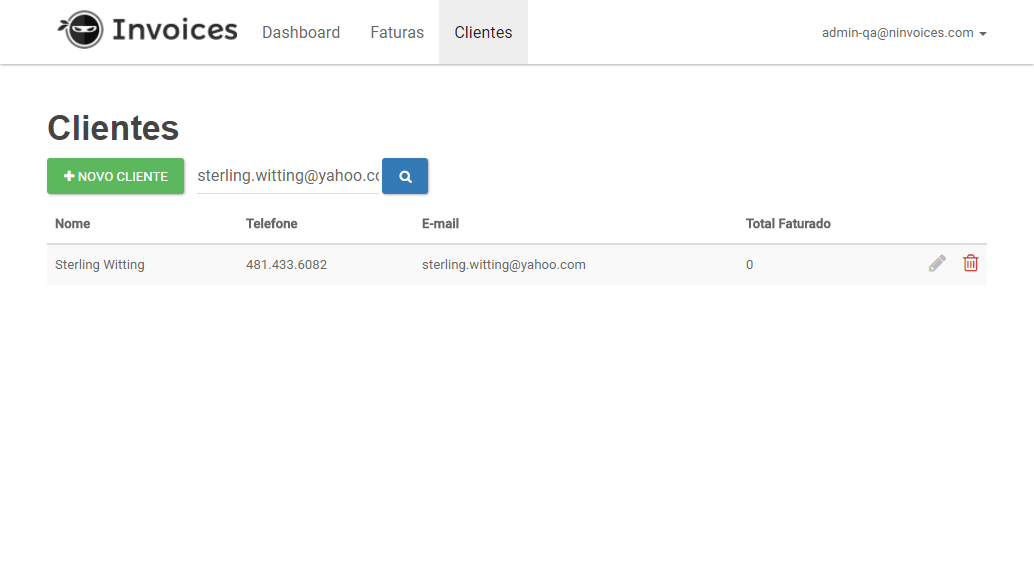 Invoices Dashboard Faturas Clientes admin-qa@ninvoices.com
Clientes
NOVO CLIENTE sterling.witting@yahoo.co
Nome Telefone E-mail Total Faturado
Sterling Witting 481.433.6082 sterling.witting@yahoo.com 0